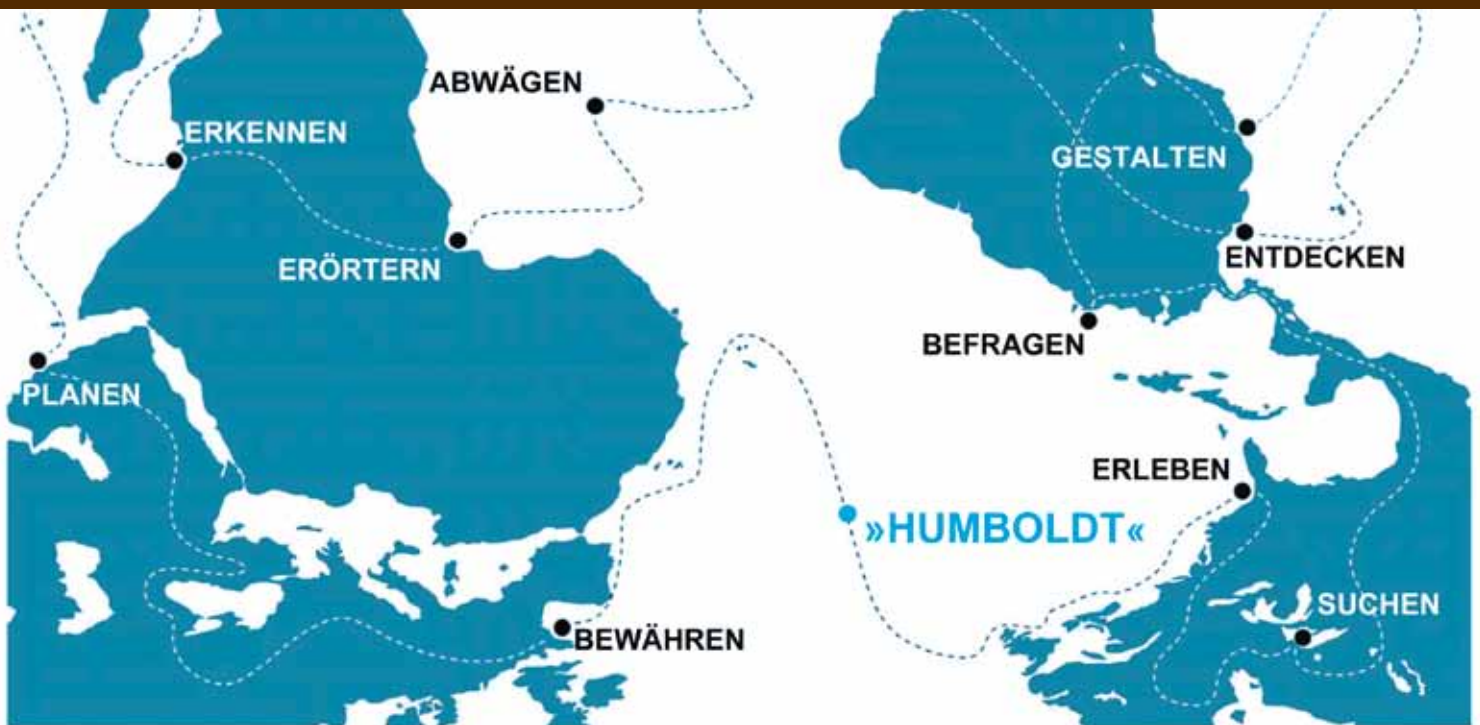 ABWÄGEN
ERKENNEN
GESTALTEN
ERÖRTERN
ENTDECKEN
BEFRAGEN
PLANEN
ERLEBEN
»HUMBOLDT«
SUCHEN
BEWÄHREN